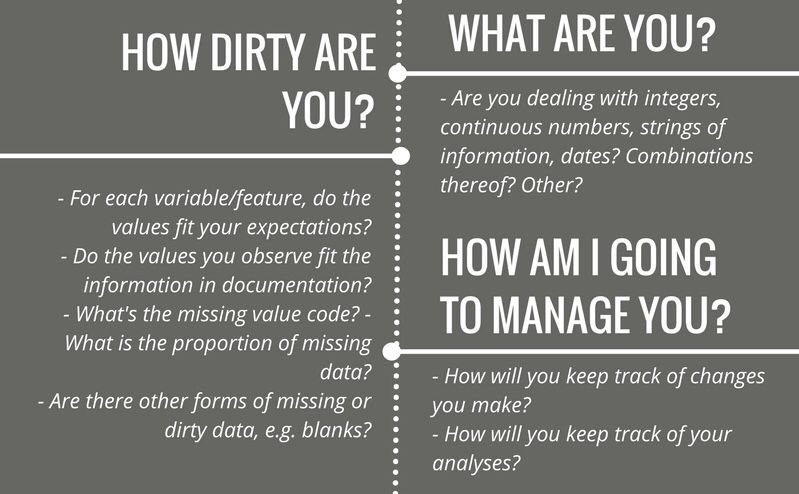 WHAT ARE YOU?
- Are you dealing with integers,
continuous numbers, strings of
information, dates? Combinations
thereof? Other?
HOW DIRTY ARE
YOU?
- For each variable/feature, do the
values fit your expectations?
- Do the values you observe fit the
information in documentation?
- What's the missing value code? -
What is the proportion of missing
data?
- Are there other forms of missing or
dirty data, e.g. blanks?
HOW AM I GOING
TO MANAGE YOU?
- How will you keep track of changes
you make?
- How will you keep track of your
analyses?